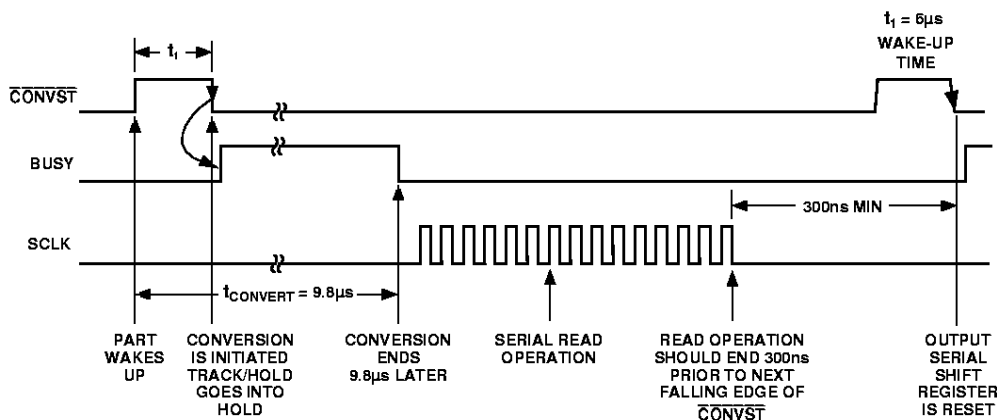 t1 = 6µs
WAKE-UP
TIME
t1
CONVST
BUSY
300ns MIN
SCLK
tCONVERT = 9.8µs
PART
WAKES
UP
CONVERSION
IS INITIATED
TRACK/HOLD
GOES INTO
HOLD
CONVERSION
ENDS
9.8µs LATER
SERIAL READ
OPERATION
READ OPERATION
SHOULD END 300ns
PRIOR TO NEXT
FALLING EDGE OF
CONVST
OUTPUT
SERIAL
SHIFT
REGISTER
IS RESET